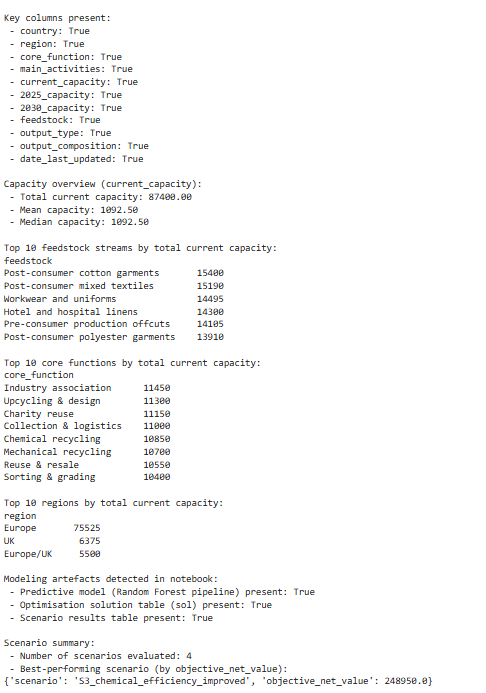 Key columns present:
- country: True
- region: True
- core_function: True
- main_activities: True
- current_capacity: True
- 2025_capacity: True
- 2030_capacity: True
- feedstock: True
- output_type: True
- output_composition: True
- date_last_updated: True
Capacity overview (current_capacity):
- Total current capacity: 87400.00
- Mean capacity: 1092.50
- Median capacity: 1092.50
Top 10 feedstock streams by total current capacity:
feedstock
Post-consumer cotton garments 15400
Post-consumer mixed textiles 15190
Workwear and uniforms 14495
Hotel and hospital linens 14300
Pre-consumer production offcuts 14105
Post-consumer polyester garments 13910
Top 10 core functions by total current capacity:
core_function
Industry association 11450
Upcycling & design 11300
Charity reuse 11150
Collection & logistics 11000
Chemical recycling 10850
Mechanical recycling 10700
Reuse & resale 10550
Sorting & grading 10400
Top 10 regions by total current capacity:
region
Europe 75525
UK 6375
Europe/UK 5500
Modeling artefacts detected in notebook:
- Predictive model (Random Forest pipeline) present: True
- Optimisation solution table (sol) present: True
- Scenario results table present: True
Scenario summary:
- Number of scenarios evaluated: 4
- Best-performing scenario (by objective_net_value):
{'scenario': 'S3_chemical_efficiency_improved', 'objective_net_value': 248950.0}